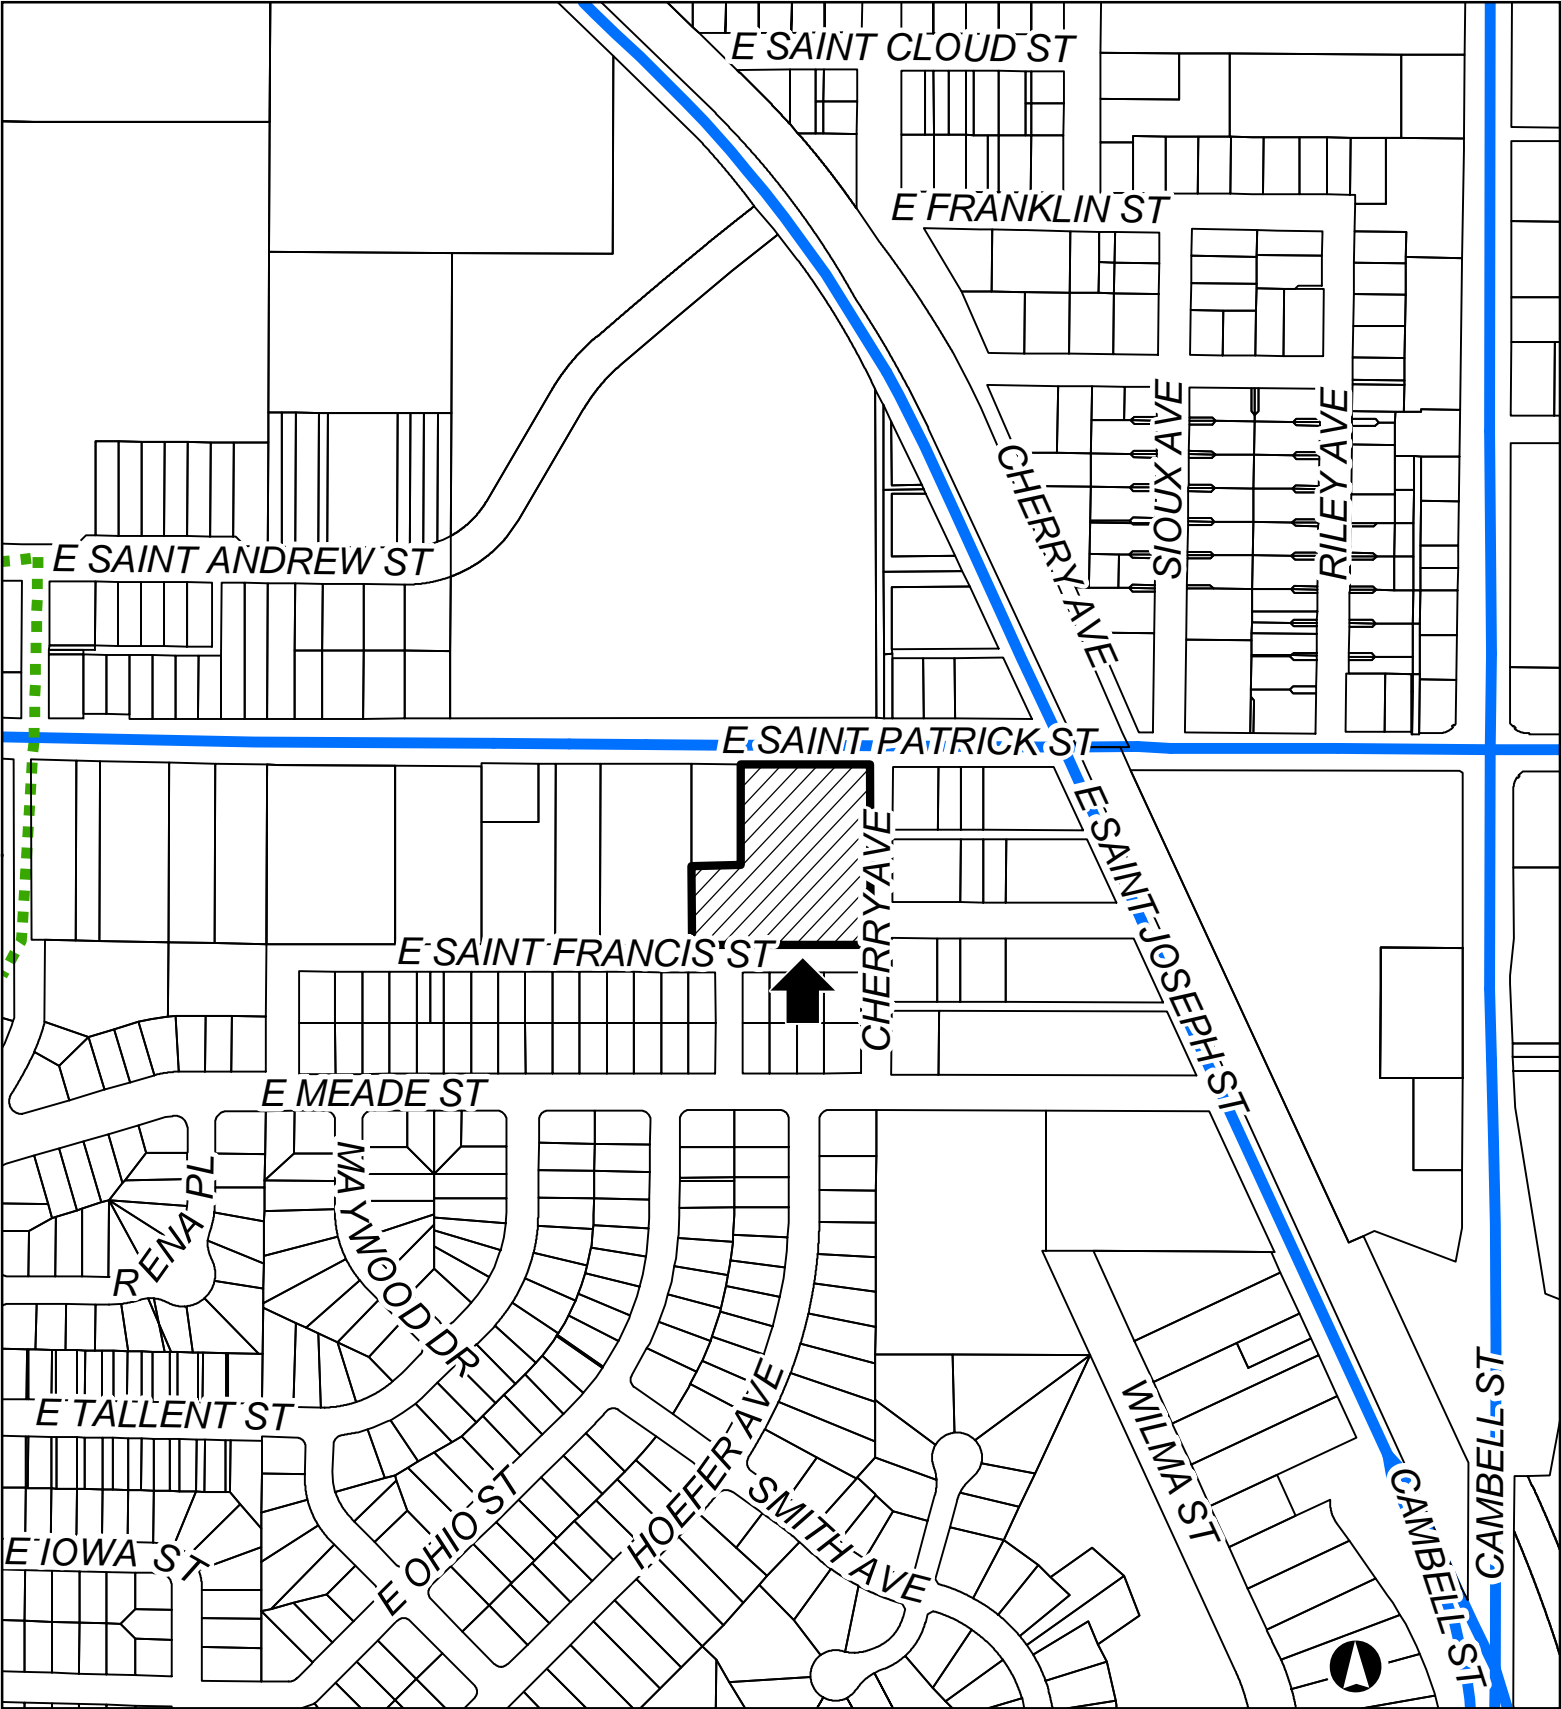 E SAINT CLOUD ST
E FRANKLIN ST
SIOUX AVE
RILEY AVE
CHERRY AVE
E SAINT ANDREW ST
E SAINT PATRICK ST
E SAINT JOSEPH ST
CHERRY AVE
E SAINT FRANCIS ST
E MEADE ST
RENA PL
MAYWOOD DR
E TALLENT ST
HOEFER AVE
WILMA ST
CAMBELL ST
E OHIO ST
SMITH AVE
E IOWA ST
CAMBELL ST